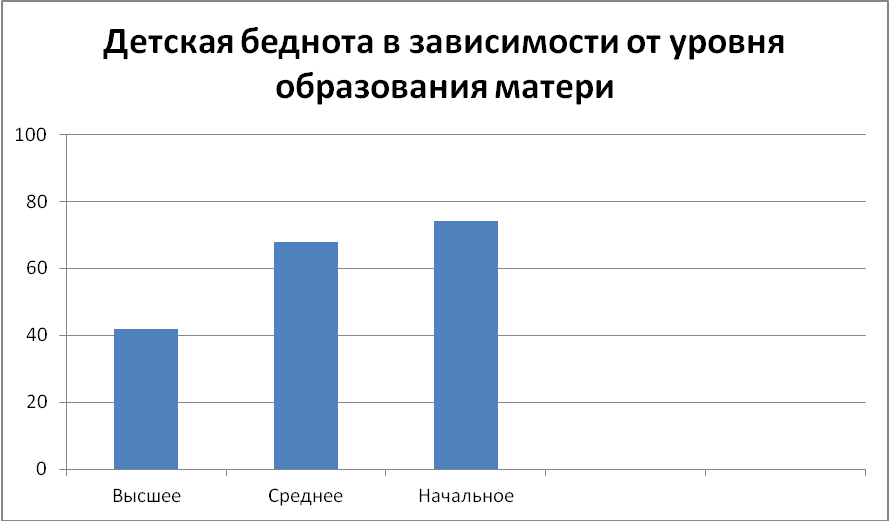 Детская беднота в зависимости от уровня
образования матери
100
80
60
40
20
0
Высшее Среднее Начальное